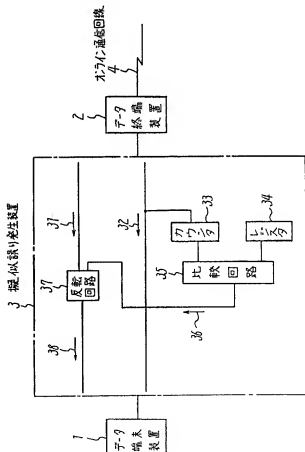 3 擬似誤り発生装置
1
データ
端末
装置
38
37
反転
回路
31
32
36
35
比較回路
カウンタ
33
レジスタ
34
2
データ
終端
装置
オンライン通信回線
4